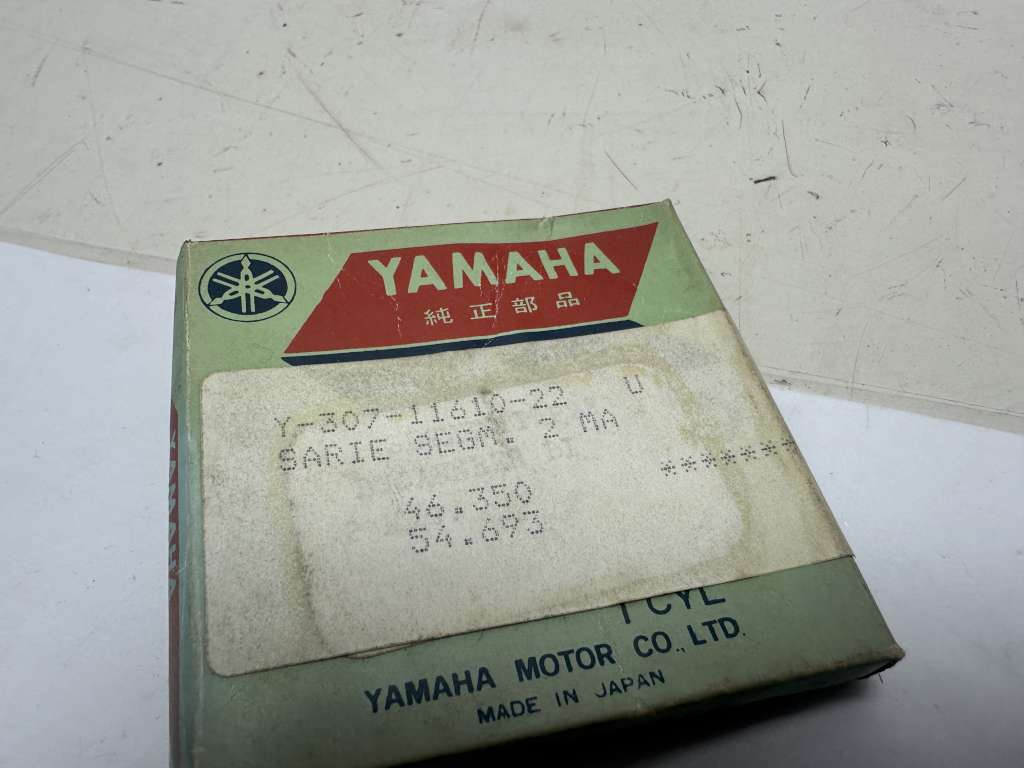 YAMAHA
純正部品
Y-307-11610-22 U
SARIE SEGM. 2 MA
46.350 *******
54.693
1 CYL
YAMAHA MOTOR CO., LTD.
MADE IN JAPAN
YAMAHA